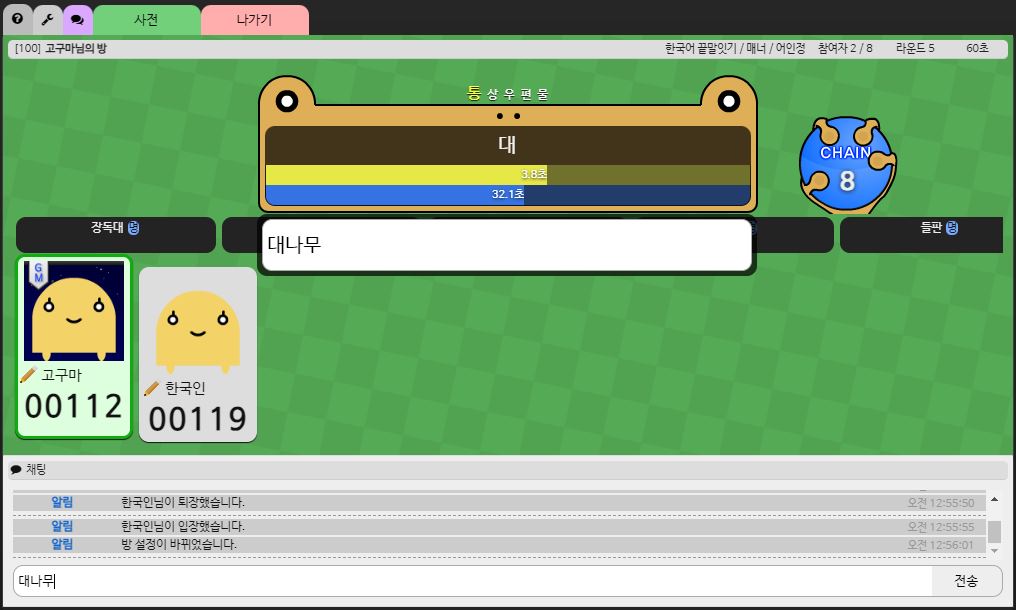 사전
나가기
[100] 고구마님의 방
한국어 끝말잇기 / 매너 / 어인정 참여자 2 / 8 라운드 5 60초
통상우편물
대
3.8초
32.1초
CHAIN
8
장독대 명
들판 명
대나무
GM
고구마
00112
한국인
00119
채팅
알림 한국인님이 퇴장했습니다. 오전 12:55:50
알림 한국인님이 입장했습니다. 오전 12:55:55
알림 방 설정이 바뀌었습니다. 오전 12:56:01
대나무
전송